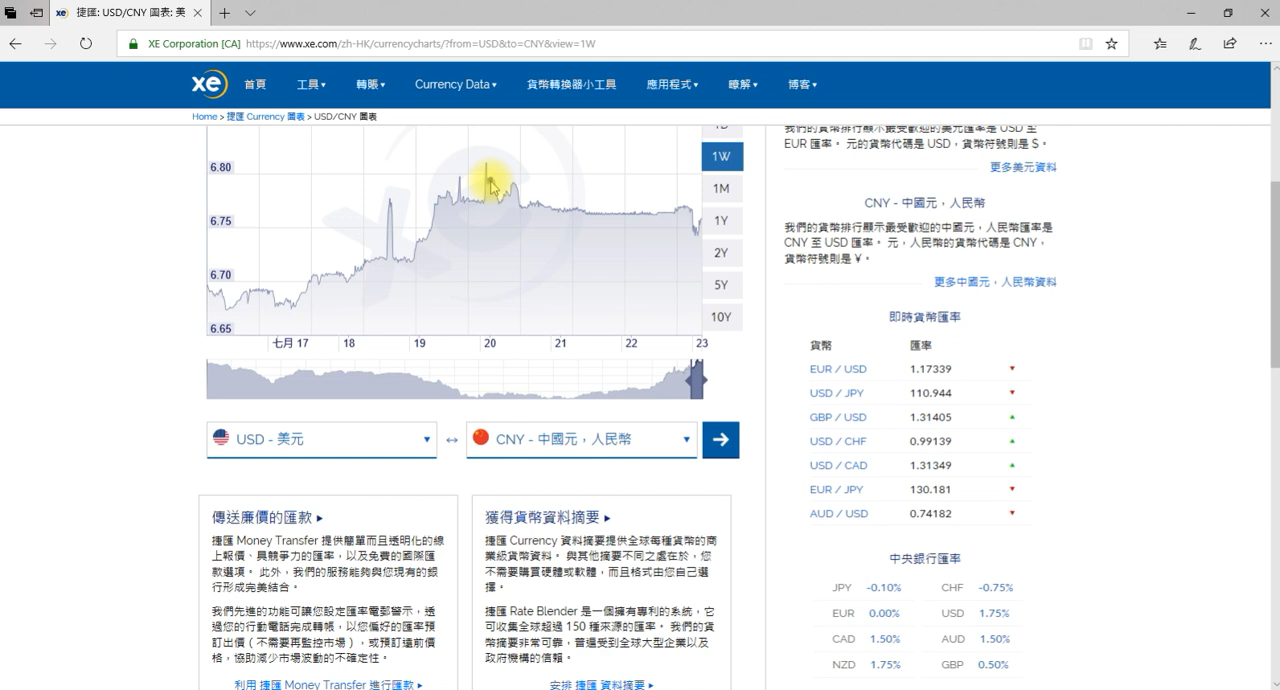 捷匯: USD/CNY 圖表: 美
XE Corporation [CA] https://www.xe.com/zh-HK/currencycharts/?from=USD&to=CNY&view=1W
xe 首頁 工具 轉賬 Currency Data 貨幣轉換器小工具 應用程式 瞭解 博客
Home > 捷匯 Currency 圖表 > USD/CNY 圖表
6.80
6.75
6.70
6.65
七月 17 18 19 20 21 22 23
1W
1M
1Y
2Y
5Y
10Y
USD - 美元 ↔ CNY - 中國元，人民幣
傳送廉價的匯款
捷匯 Money Transfer 提供簡單而且透明化的線
上報價、具競爭力的匯率，以及免費的國際匯
款選項。 此外，我們的服務能夠與您現有的銀
行形成完美結合。
我們先進的功能可讓您設定匯率電郵警示，透
過您的行動電話完成轉帳，以您偏好的匯率預
訂出價（不需要再監控市場），或預訂遠前價
格，協助減少市場波動的不確定性。
利用 捷匯 Money Transfer 進行匯款
獲得貨幣資料摘要
捷匯 Currency 資料摘要提供全球每種貨幣的商
業級貨幣資料。 與其他摘要不同之處在於，您
不需要購買硬體或軟體，而且格式由您自己選
擇。
捷匯 Rate Blender 是一個擁有專利的系統，它
可收集全球超過 150 種來源的匯率。 我們的貨
幣摘要非常可靠，普遍受到全球大型企業以及
政府機構的信賴。
安排 捷匯 資料摘要
我們的貨幣排行顯示最受歡迎的美元匯率是 USD 至
EUR 匯率。 元的貨幣代碼是 USD，貨幣符號則是 $。
更多美元資料
CNY - 中國元，人民幣
我們的貨幣排行顯示最受歡迎的中國元，人民幣匯率是
CNY 至 USD 匯率。 元，人民幣的貨幣代碼是 CNY，
貨幣符號則是 ¥。
更多中國元，人民幣資料
即時貨幣匯率
貨幣 匯率
EUR / USD 1.17339
USD / JPY 110.944
GBP / USD 1.31405
USD / CHF 0.99139
USD / CAD 1.31349
EUR / JPY 130.181
AUD / USD 0.74182
中央銀行匯率
JPY -0.10% CHF -0.75%
EUR 0.00% USD 1.75%
CAD 1.50% AUD 1.50%
NZD 1.75% GBP 0.50%